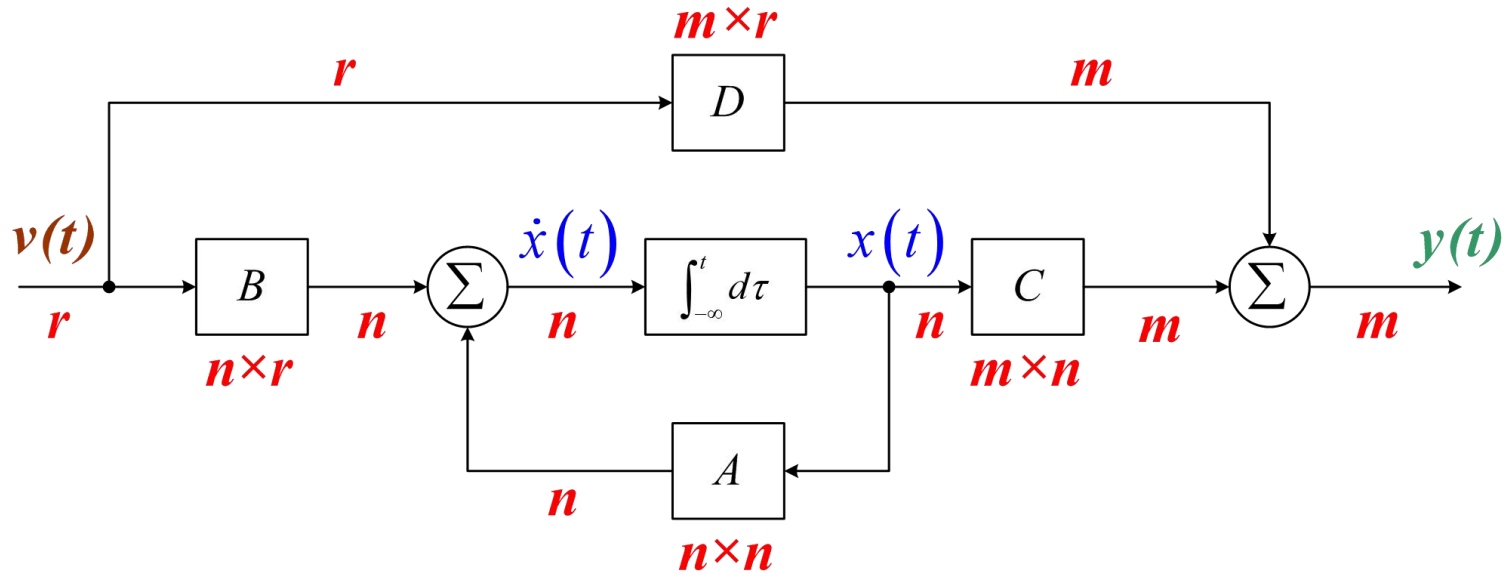 m×r
r
D
m
v(t)
B
Σ
ẋ(t)
∫_{-∞}^{t} dτ
x(t)
C
Σ
y(t)
r
n×r
n
n
n
m×n
m
m
A
n
n×n